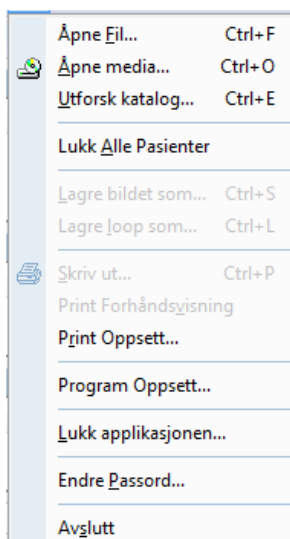 Åpne Fil... Ctrl+F
Åpne media... Ctrl+O
Utforsk katalog... Ctrl+E
Lukk Alle Pasienter
Lagre bildet som... Ctrl+S
Lagre loop som... Ctrl+L
Skriv ut... Ctrl+P
Print Forhåndsvisning
Print Oppsett...
Program Oppsett...
Lukk applikasjonen...
Endre Passord...
Avslutt